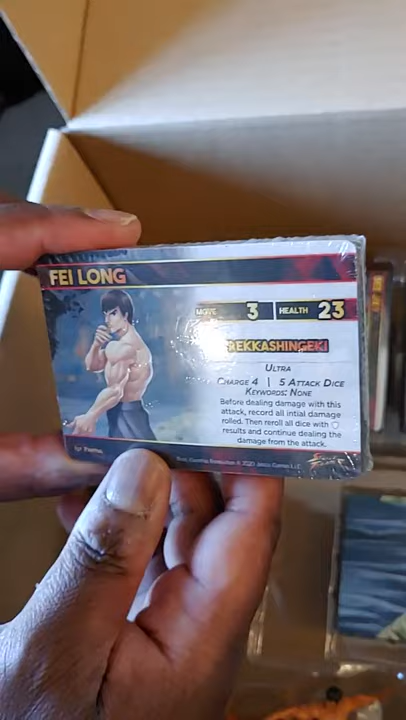 FEI LONG
MOVE 3 HEALTH 23
REKKASHINGEKI
ULTRA
CHARGE 4 | 5 ATTACK DICE
KEYWORDS: NONE
Before dealing damage with this
attack, record all intial damage
rolled. Then reroll all dice with
results and continue dealing the
damage from the attack.